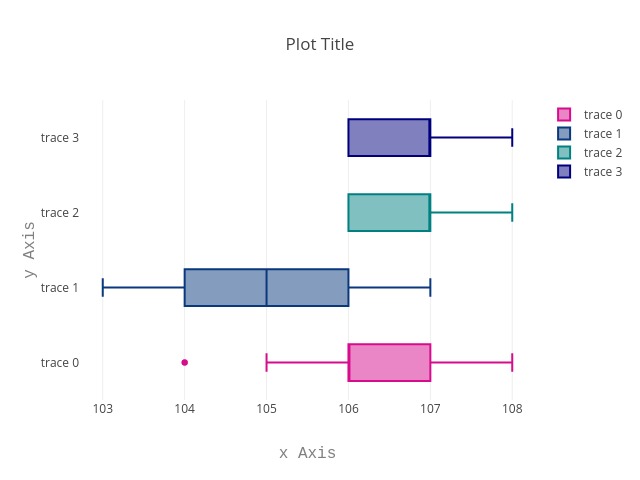 Plot Title
trace 0
trace 1
trace 2
trace 3
trace 3
trace 2
trace 1
trace 0
y Axis
103 104 105 106 107 108
x Axis